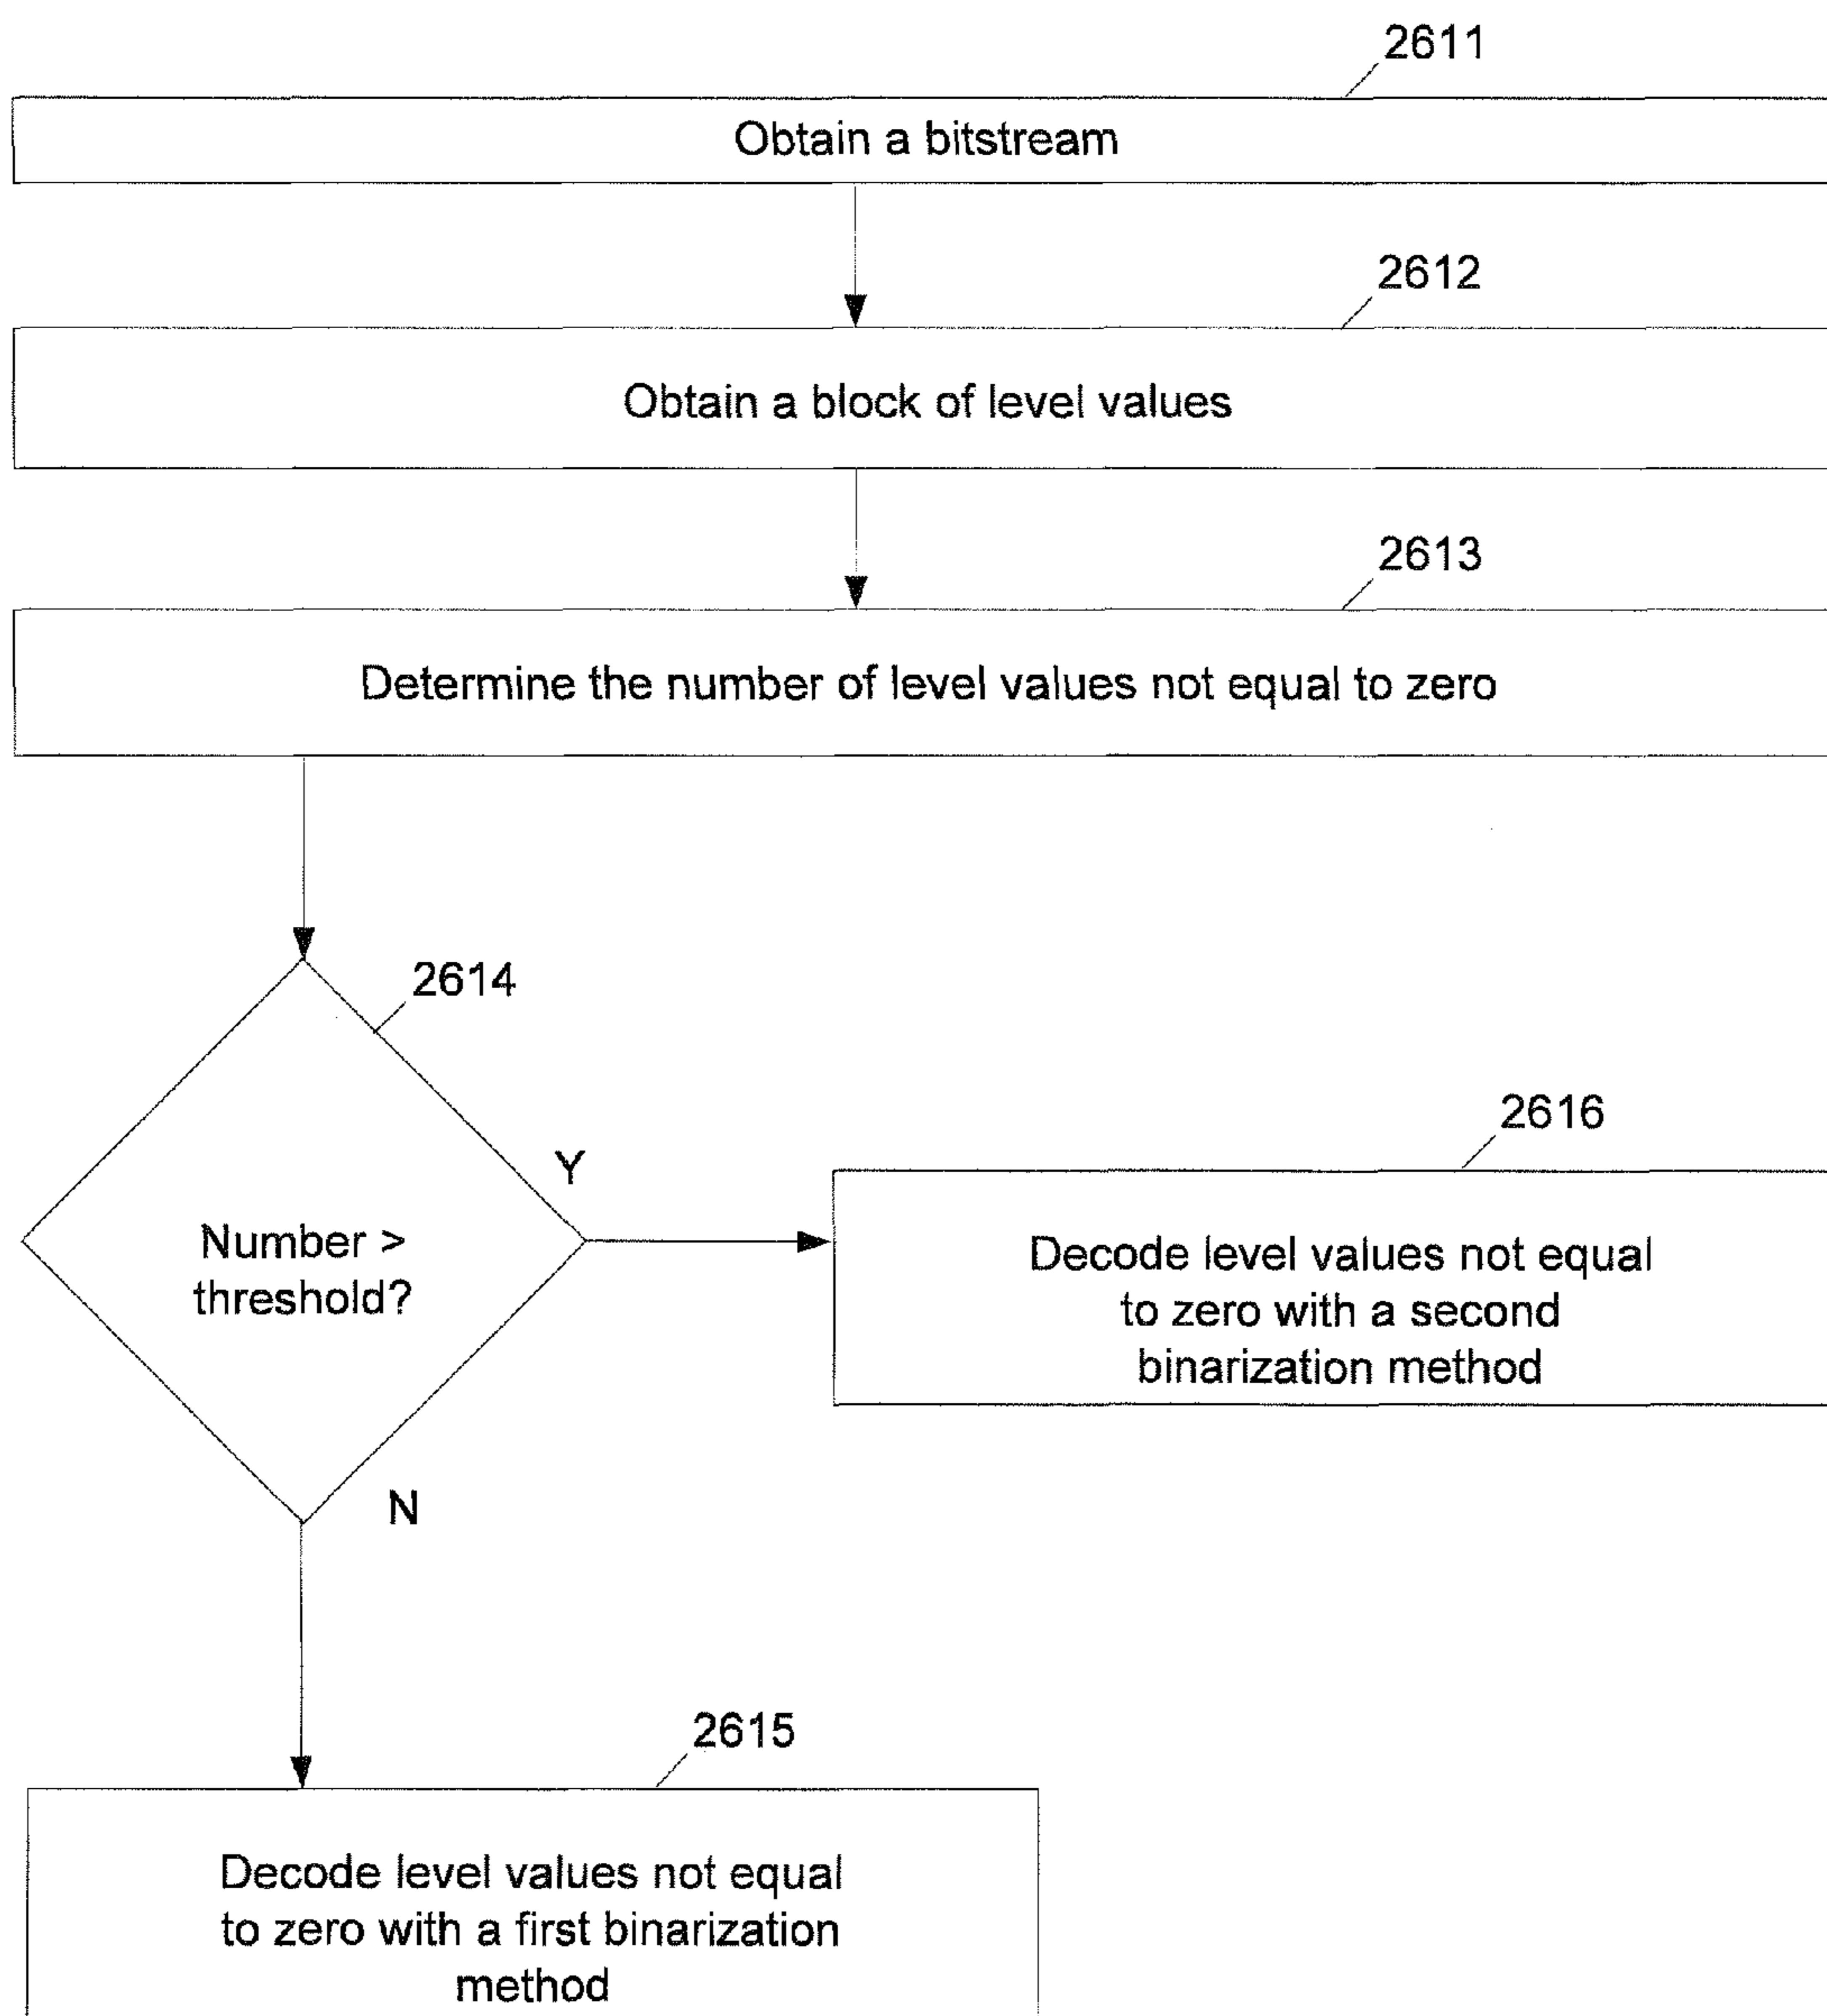 2611
Obtain a bitstream
2612
Obtain a block of level values
2613
Determine the number of level values not equal to zero
2614
Number >
threshold?
Y
N
2616
Decode level values not equal
to zero with a second
binarization method
2615
Decode level values not equal
to zero with a first binarization
method